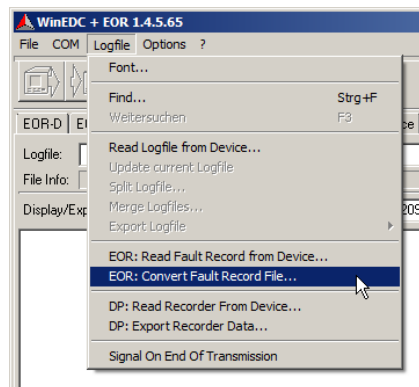 WinEDC + EOR 1.4.5.65
File COM Logfile Options ?
Font...
Find... Strg+F
Weitersuchen F3
EOR-D
Logfile:
Read Logfile from Device...
Update current Logfile
File Info:
Split Logfile...
Merge Logfiles...
Display/Exp
Export Logfile
EOR: Read Fault Record from Device...
EOR: Convert Fault Record File...
DP: Read Recorder From Device...
DP: Export Recorder Data...
Signal On End Of Transmission